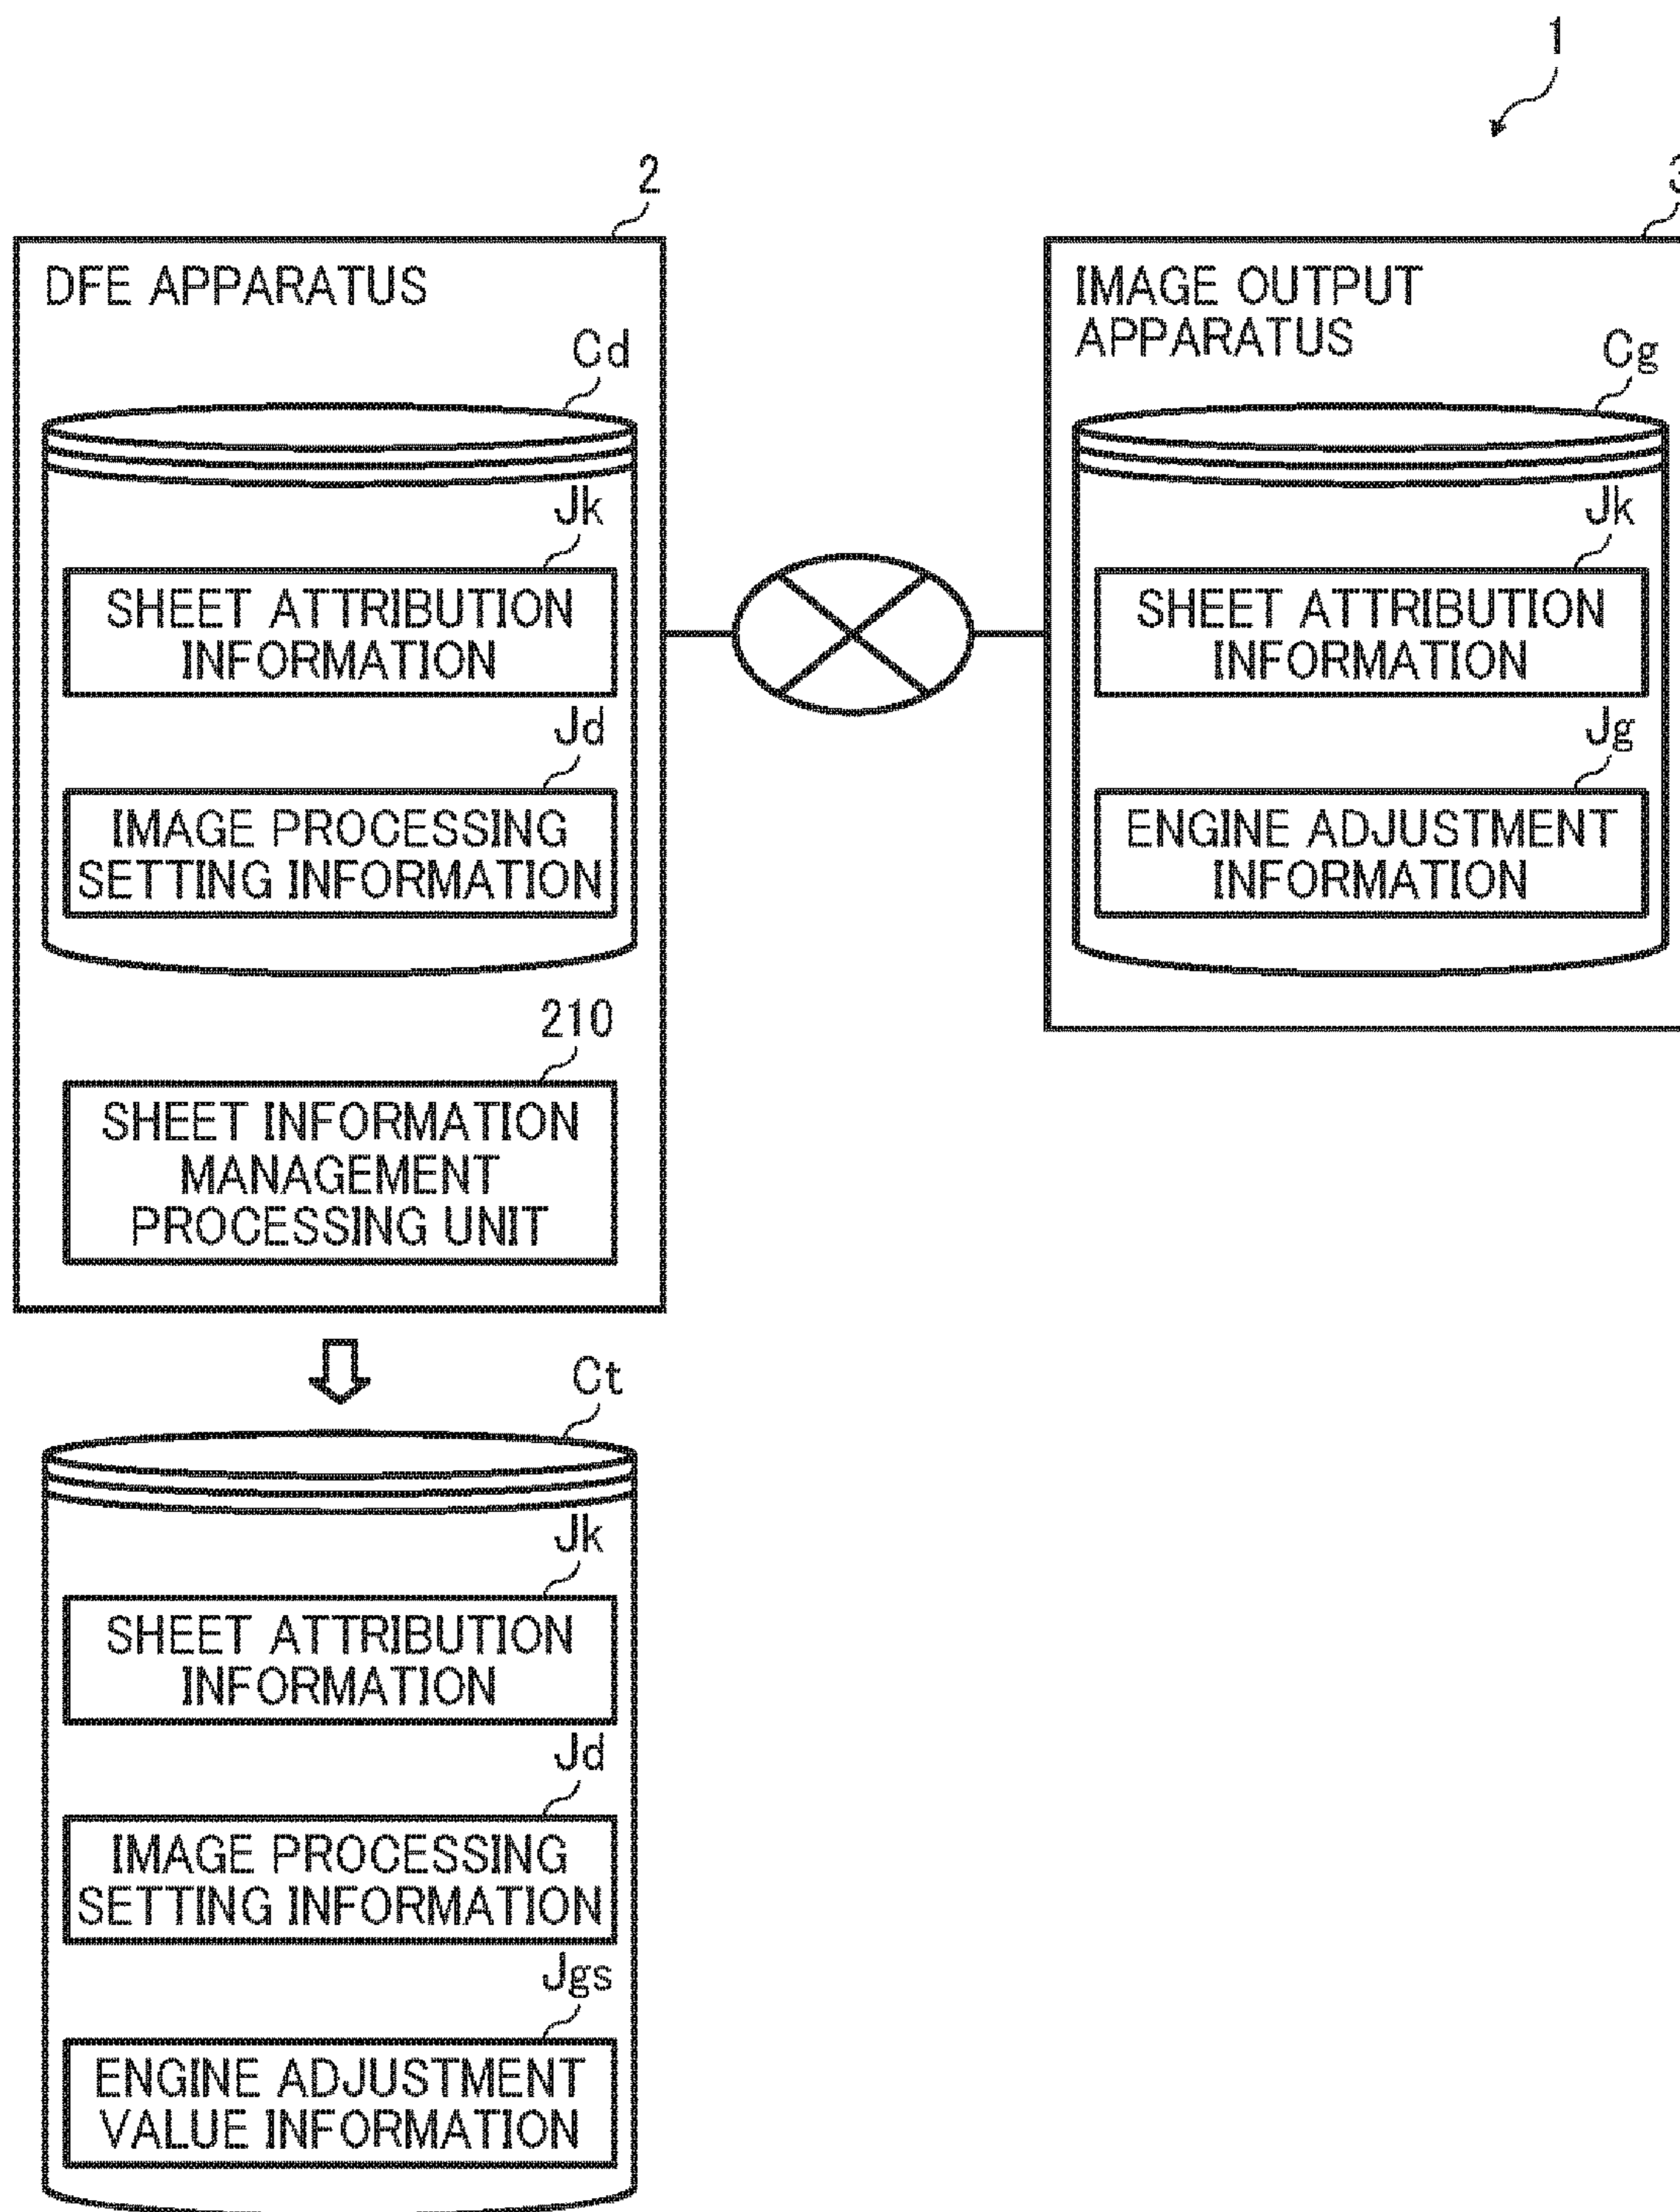 1
2
DFE APPARATUS
Cd
Jk
SHEET ATTRIBUTION
INFORMATION
Jd
IMAGE PROCESSING
SETTING INFORMATION
210
SHEET INFORMATION
MANAGEMENT
PROCESSING UNIT
3
IMAGE OUTPUT
APPARATUS
Cg
Jk
SHEET ATTRIBUTION
INFORMATION
Jg
ENGINE ADJUSTMENT
INFORMATION
Ct
Jk
SHEET ATTRIBUTION
INFORMATION
Jd
IMAGE PROCESSING
SETTING INFORMATION
Jgs
ENGINE ADJUSTMENT
VALUE INFORMATION